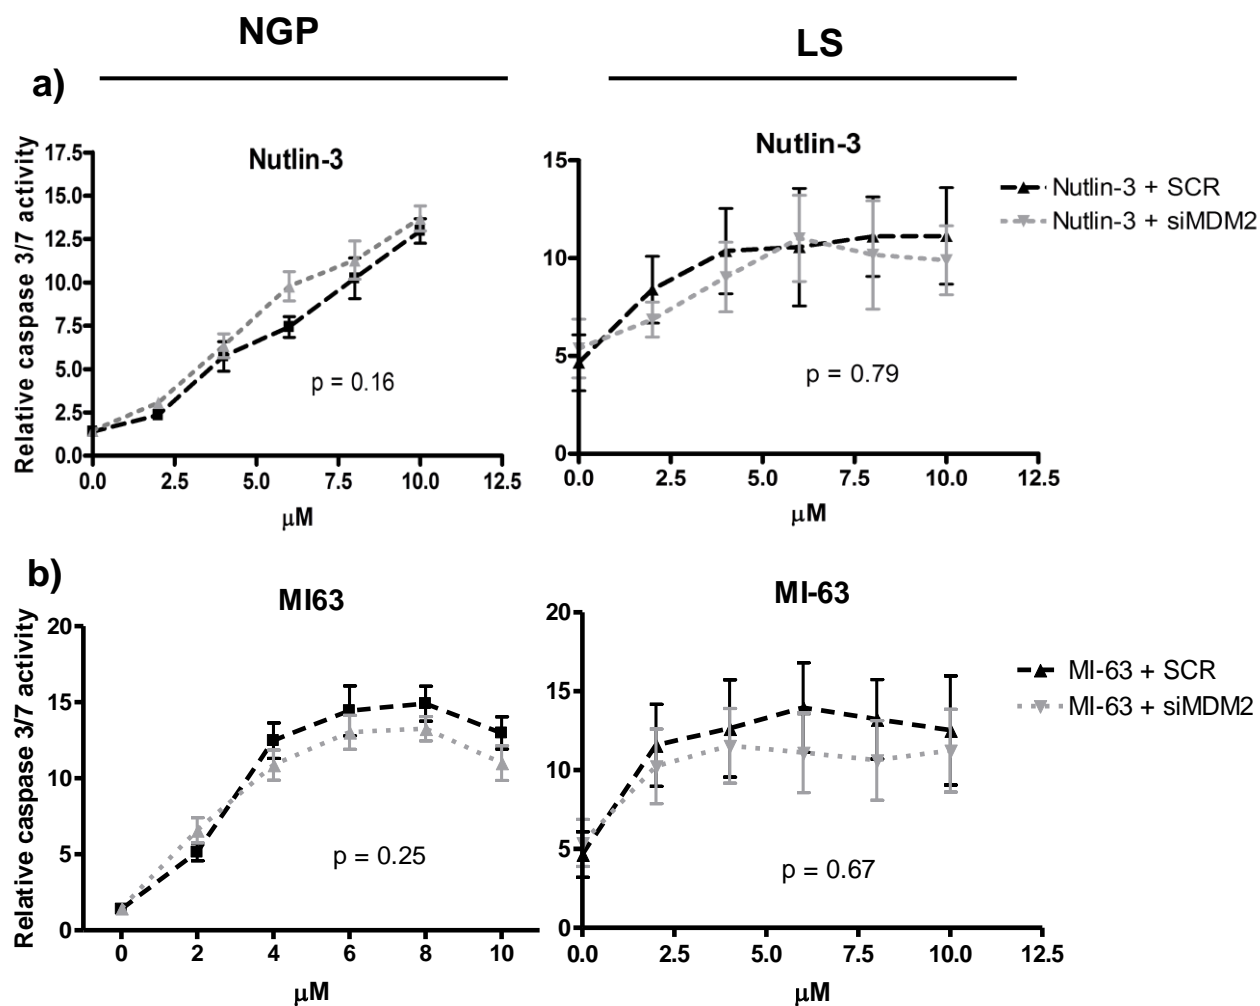 NGP
LS
a)
Nutlin-3
Relative caspase 3/7 activity
17.5
15.0
12.5
10.0
7.5
5.0
2.5
0.0
p = 0.16
0.0 2.5 5.0 7.5 10.0 12.5
μM
Nutlin-3
15
10
5
0
p = 0.79
0.0 2.5 5.0 7.5 10.0 12.5
μM
Nutlin-3 + SCR
Nutlin-3 + siMDM2
b)
MI63
Relative caspase 3/7 activity
20
15
10
5
0
p = 0.25
0 2 4 6 8 10
μM
MI-63
20
15
10
5
0
p = 0.67
0.0 2.5 5.0 7.5 10.0 12.5
μM
MI-63 + SCR
MI-63 + siMDM2